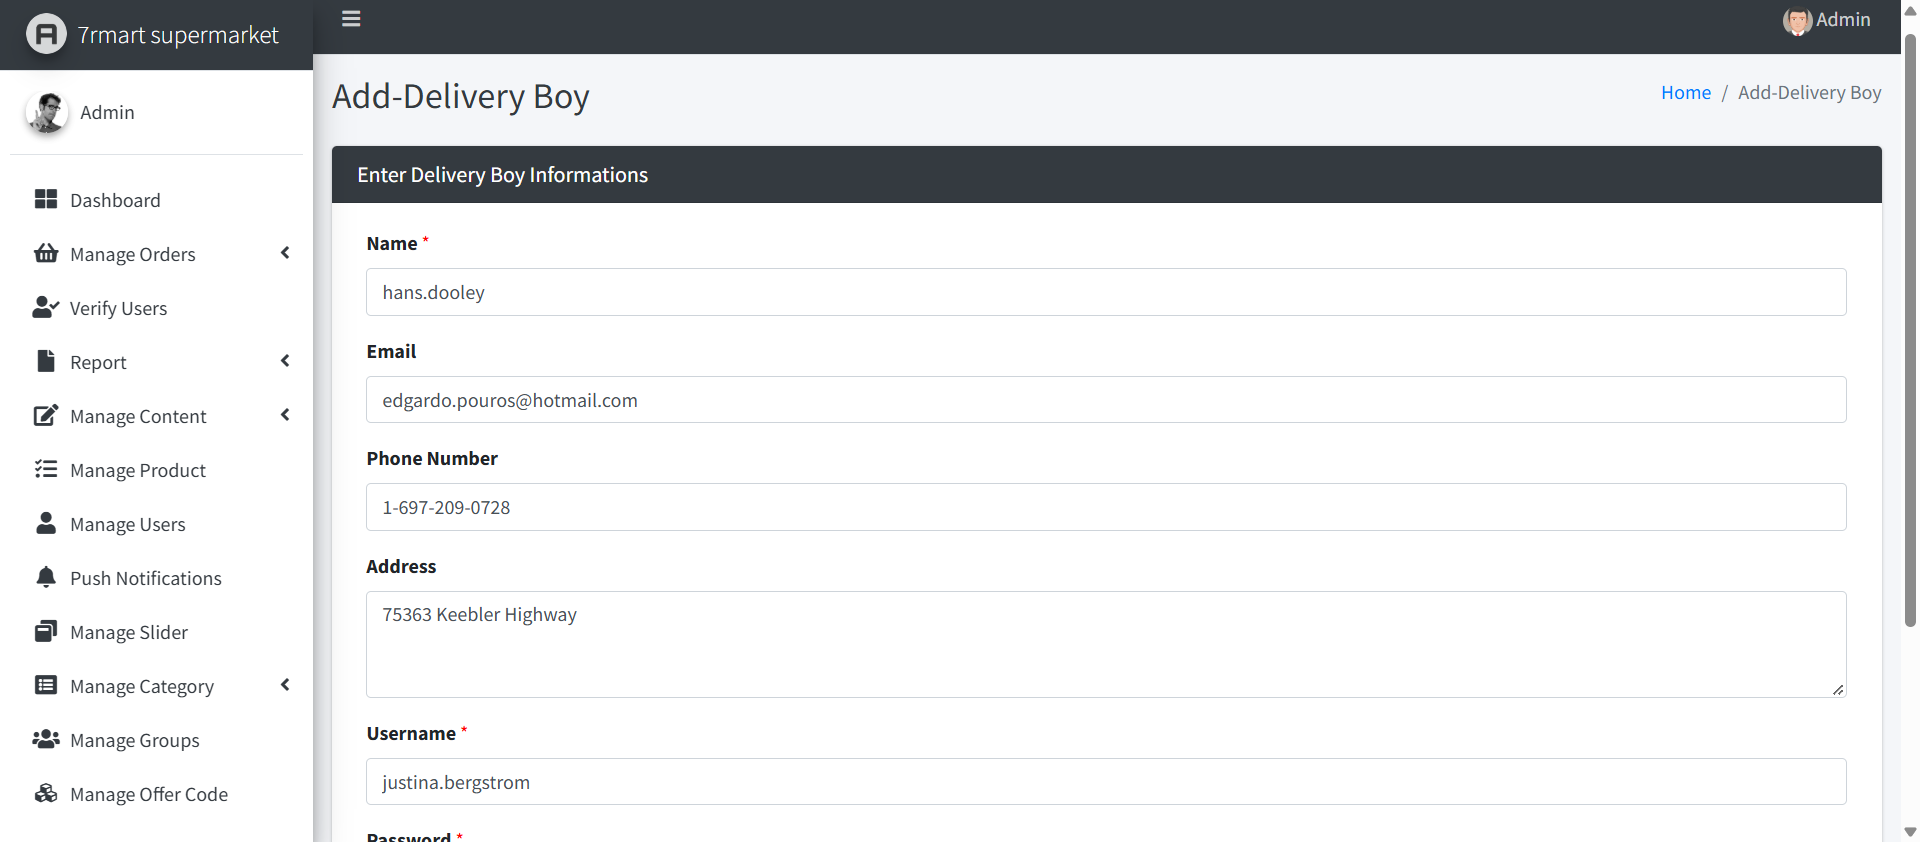 7rmart supermarket
Admin
Admin
Dashboard
Manage Orders
Verify Users
Report
Manage Content
Manage Product
Manage Users
Push Notifications
Manage Slider
Manage Category
Manage Groups
Manage Offer Code
Add-Delivery Boy
Home / Add-Delivery Boy
Enter Delivery Boy Informations
Name *
hans.dooley
Email
edgardo.pouros@hotmail.com
Phone Number
1-697-209-0728
Address
75363 Keebler Highway
Username *
justina.bergstrom
Password *